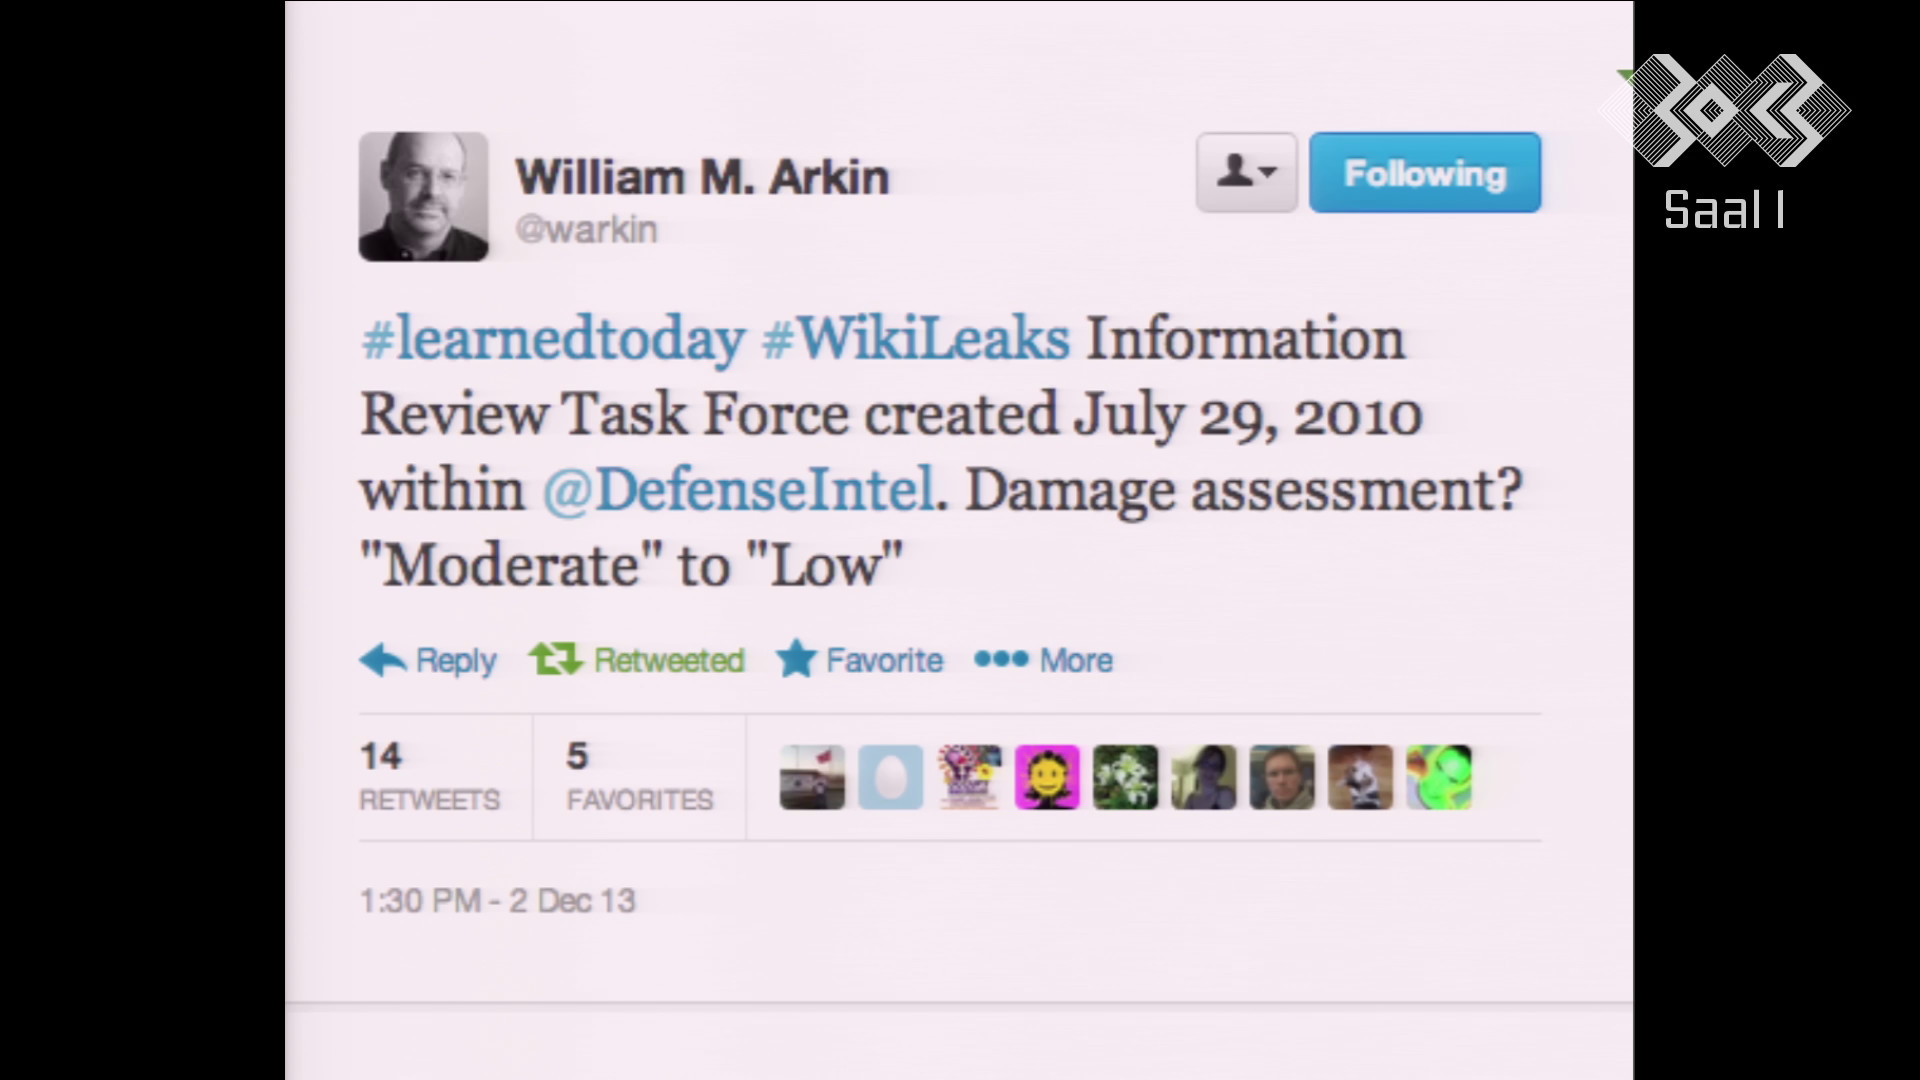 William M. Arkin
@warkin
Following
Saal 1
#learnedtoday #WikiLeaks Information
Review Task Force created July 29, 2010
within @DefenseIntel. Damage assessment?
"Moderate" to "Low"
Reply Retweeted Favorite More
14 5
RETWEETS FAVORITES
1:30 PM - 2 Dec 13